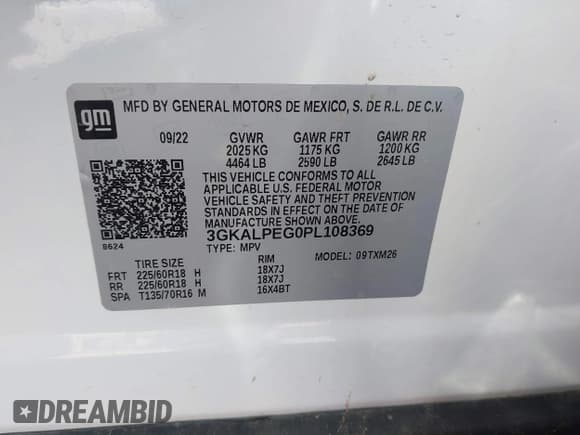 gm
MFD BY GENERAL MOTORS DE MEXICO, S. DE R.L. DE C.V.
09/22 GVWR GAWR FRT GAWR RR
2025 KG 1175 KG 1200 KG
4464 LB 2590 LB 2645 LB
THIS VEHICLE CONFORMS TO ALL
APPLICABLE U.S. FEDERAL MOTOR
VEHICLE SAFETY AND THEFT PREVENTION
STANDARDS IN EFFECT ON THE DATE OF
MANUFACTURE SHOWN ABOVE.
8624 3GKALPEG0PL108369
TYPE: MPV MODEL: 09TXM26
TIRE SIZE RIM
FRT 225/60R18 H 18X7J
RR 225/60R18 H 18X7J
SPA T135/70R16 M 16X4BT
DREAMBID